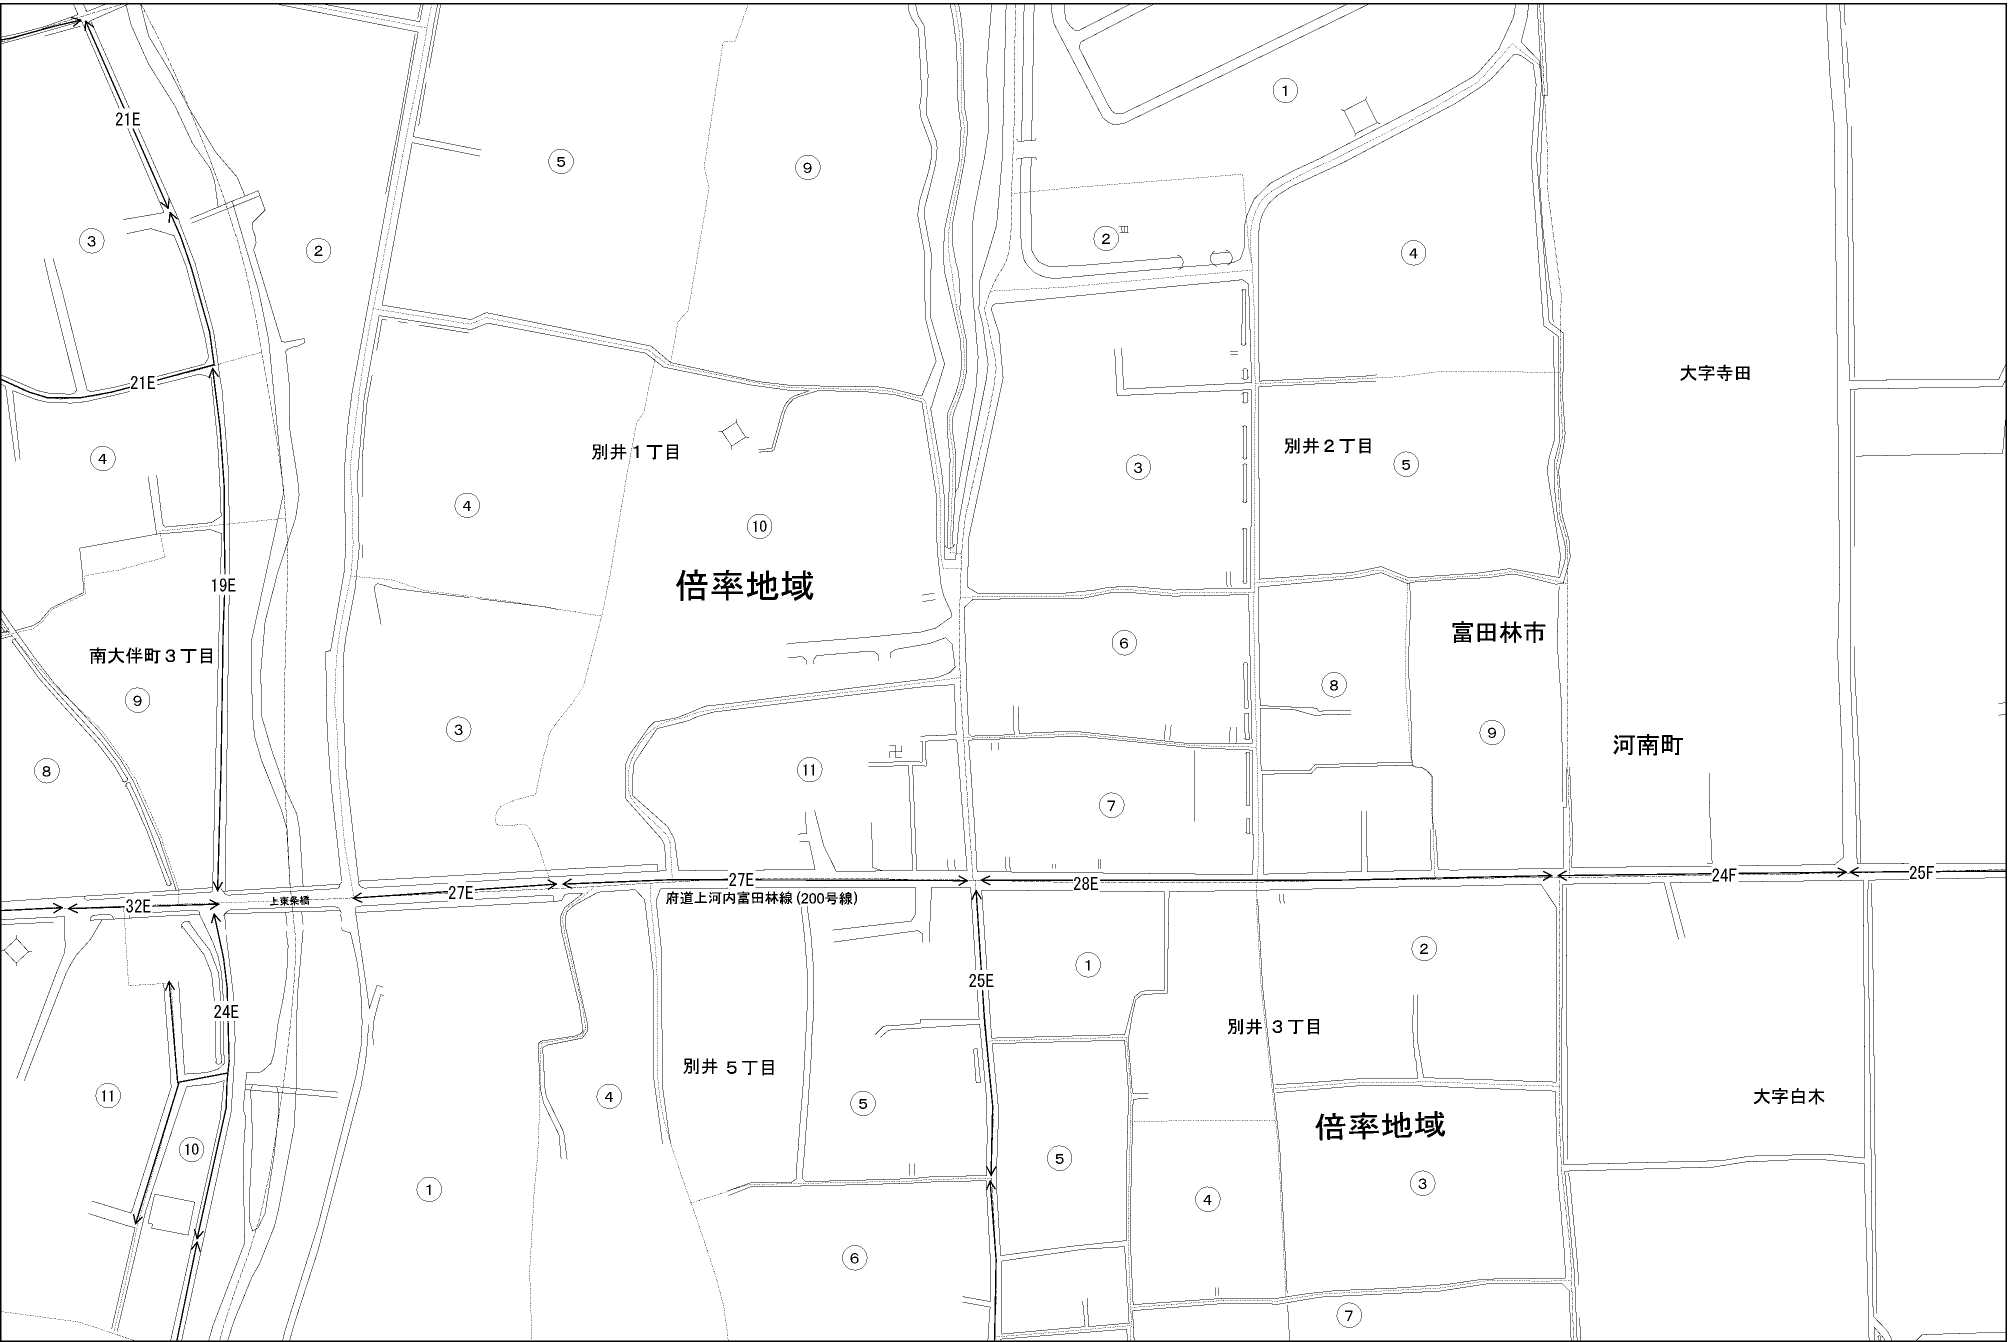 ①
21E
⑤
⑨
③
②
②
④
大字寺田
21E
別井１丁目
別井２丁目
④
③
⑤
④
⑩
倍率地域
19E
富田林市
⑥
南大伴町３丁目
⑧
⑨
③
⑨
河南町
卍
⑧
⑪
⑦
27E
28E
24F
25F
27E
32E
上東条橋
府道上河内富田林線(200号線)
②
①
25E
24E
別井３丁目
別井５丁目
⑪
④
⑤
大字白木
倍率地域
⑩
⑤
①
③
④
⑥
⑦